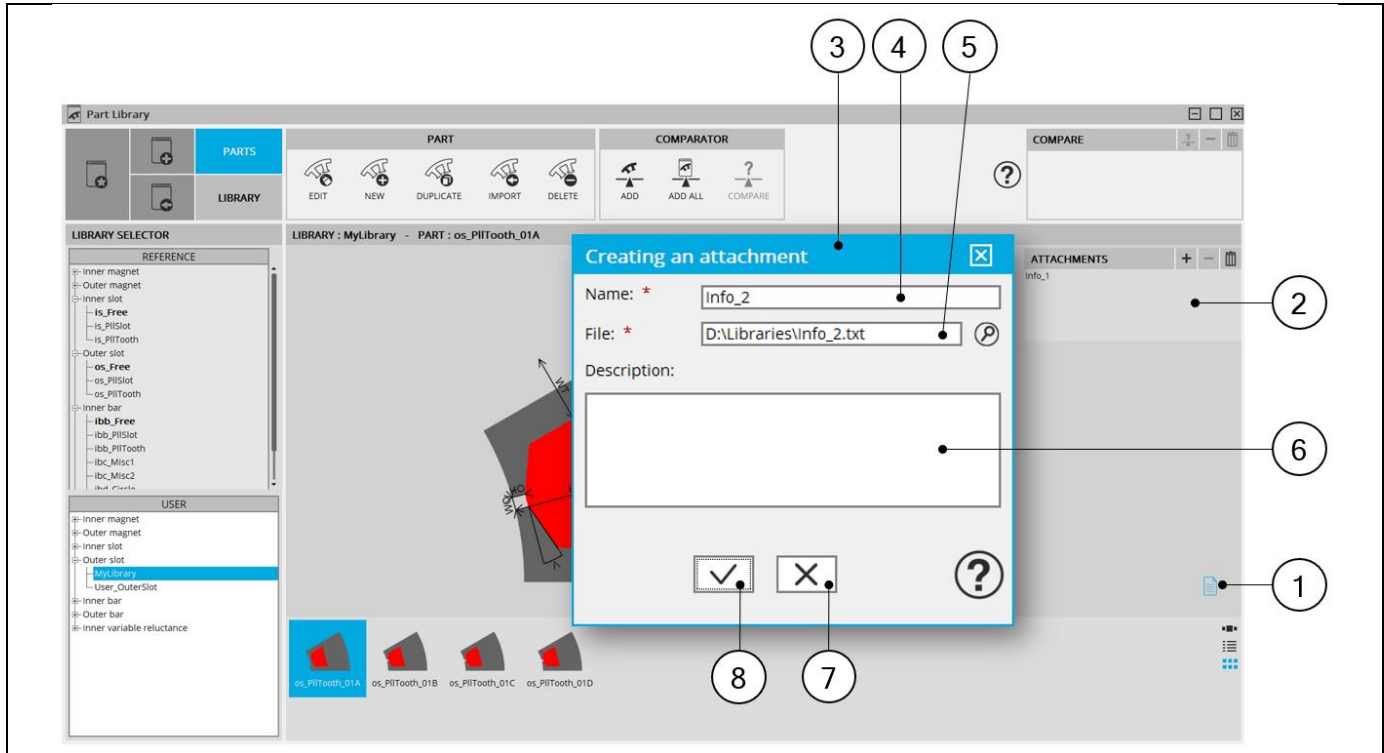 3 4 5
Part Library
PARTS
LIBRARY
PART
EDIT NEW DUPLICATE IMPORT DELETE
COMPARATOR
ADD ADD ALL COMPARE
?
?
COMPARE
LIBRARY SELECTOR
REFERENCE
Inner magnet
Outer magnet
Inner slot
is_Free
is_PllSlot
is_PllTooth
Outer slot
os_Free
os_PllSlot
os_PllTooth
Inner bar
ibb_Free
ibb_PllSlot
ibb_PllTooth
ibc_Misc1
ibc_Misc2
USER
Inner magnet
Outer magnet
Inner slot
Outer slot
MyLibrary
User_OuterSlot
Inner bar
Outer bar
Inner variable reluctance
LIBRARY : MyLibrary - PART : os_PllTooth_01A
WT
HO
WO
Creating an attachment
Name: * Info_2
File: * D:\Libraries\Info_2.txt
Description:
?
ATTACHMENTS + -
Info_1
2
6
1
8 7
os_PllTooth_01A os_PllTooth_01B os_PllTooth_01C os_PllTooth_01D